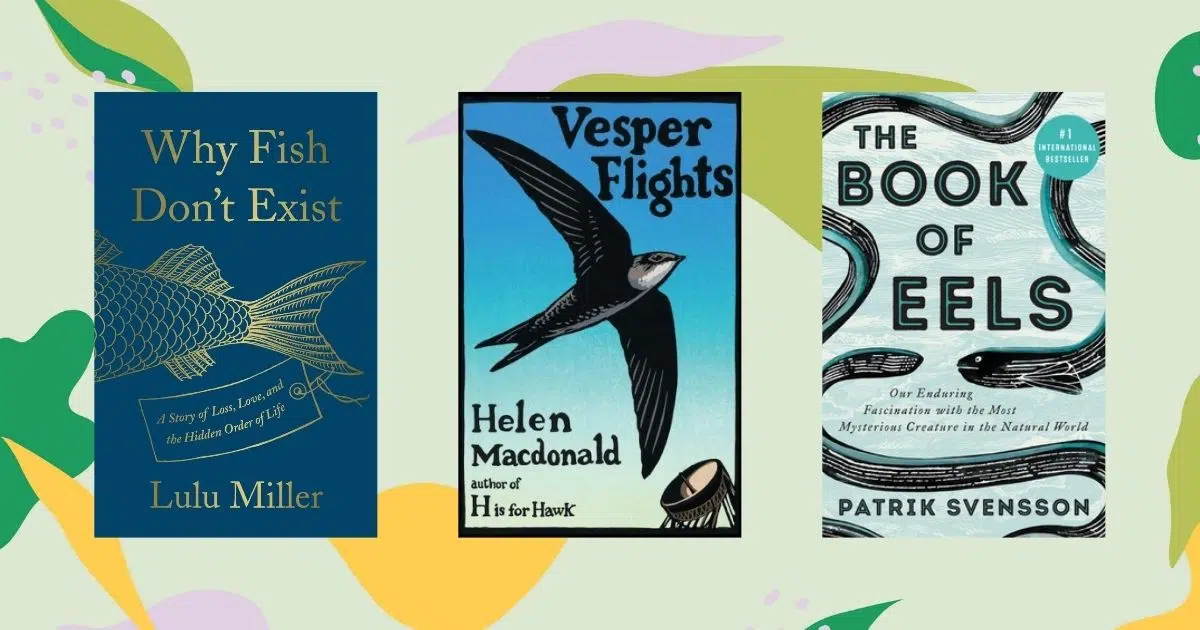 Why Fish
Don't Exist
A Story of Loss, Love, and
the Hidden Order of Life
Lulu Miller
Vesper
Flights
Helen
Macdonald
author of
H is for Hawk
THE
BOOK
OF
EELS
#1
INTERNATIONAL
BESTSELLER
Our Enduring
Fascination with the Most
Mysterious Creature in the Natural World
PATRIK SVENSSON